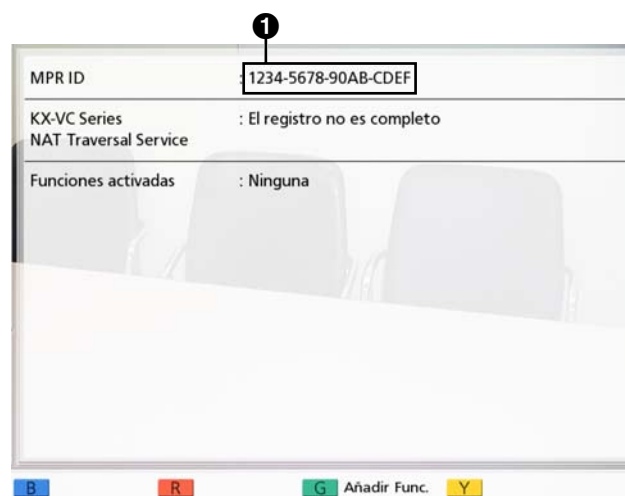 1
MPR ID : 1234-5678-90AB-CDEF
KX-VC Series : El registro no es completo
NAT Traversal Service
Funciones activadas : Ninguna
B R G Añadir Func. Y